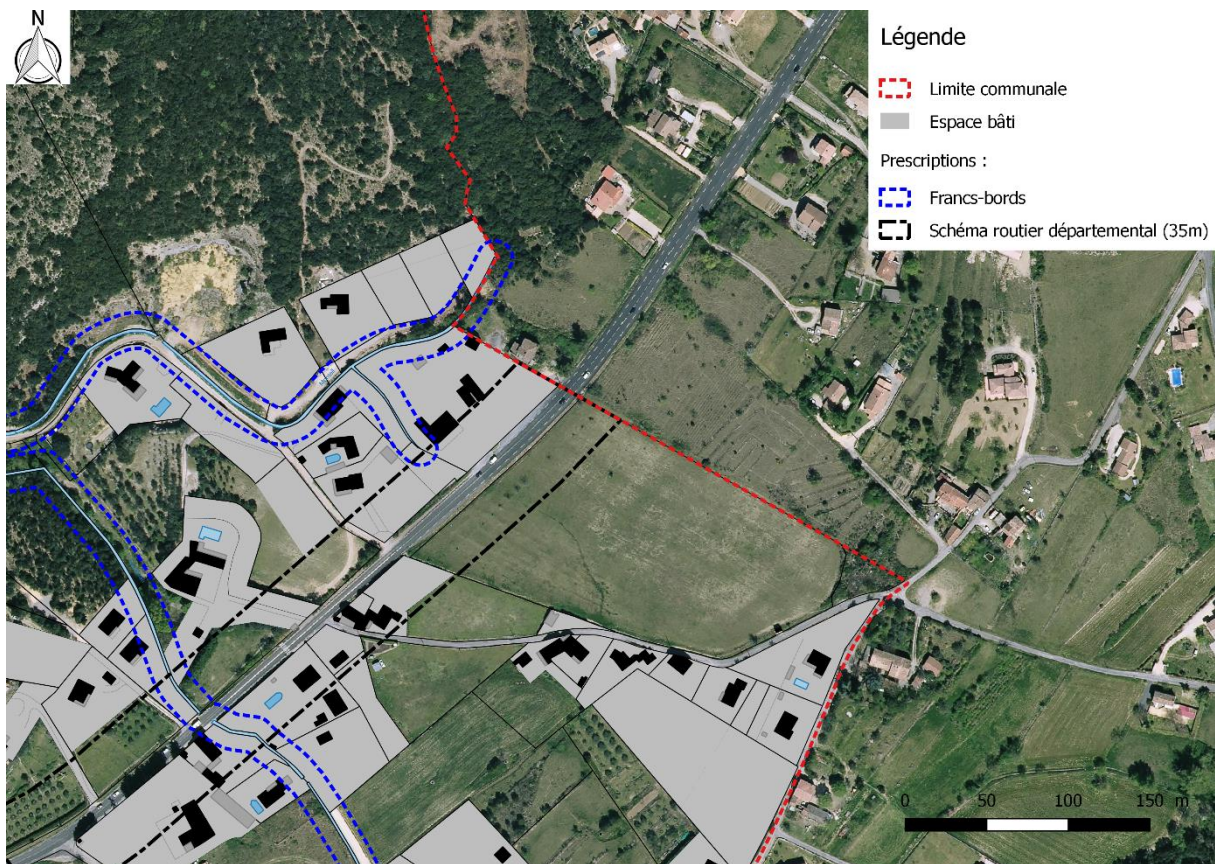 N
Légende
Limite communale
Espace bâti
Prescriptions :
Francs-bords
Schéma routier départemental (35m)
0 50 100 150 m